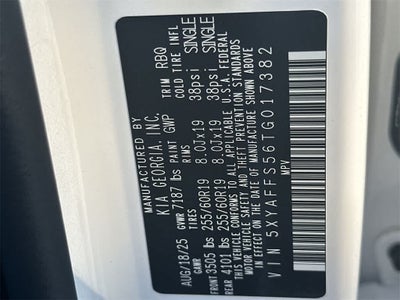 MANUFACTURED BY
KIA GEORGIA, INC.
AUG/18/25 GVWR 7187 lbs PAINT GWP TRIM RBQ
GAWR TIRES COLD TIRE INFL
FRONT 3505 lbs 255/60R19 8.0Jx19 38psi SINGLE
REAR 4101 lbs 255/60R19 8.0Jx19 38psi SINGLE
THIS VEHICLE CONFORMS TO ALL APPLICABLE U.S.A. FEDERAL
MOTOR VEHICLE SAFETY AND THEFT PREVENTION STANDARDS
IN EFFECT ON THE DATE OF MANUFACTURE SHOWN ABOVE.
VIN 5XYAFFS56TG017382
MPV